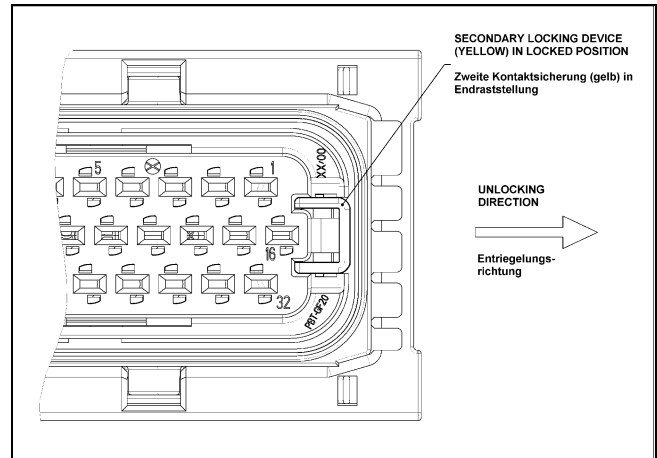 SECONDARY LOCKING DEVICE
(YELLOW) IN LOCKED POSITION
Zweite Kontaktsicherung (gelb) in
Endraststellung
5
1
XX/00
16
32
PBT-GF20
UNLOCKING
DIRECTION
Entriegelungs-
richtung